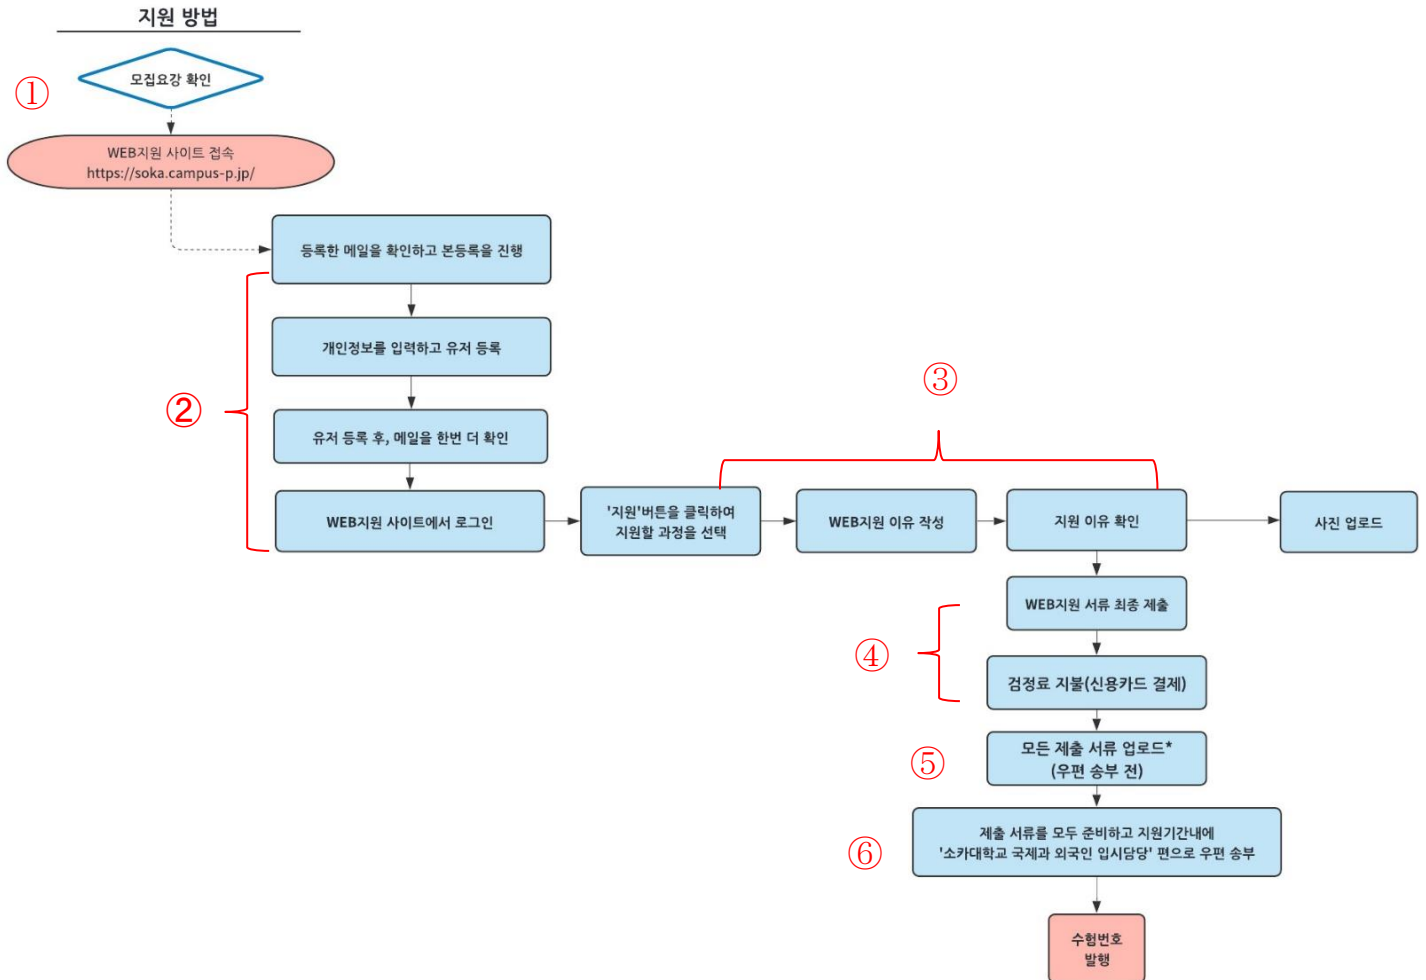 지원 방법
①
모집요강 확인
WEB지원 사이트 접속
https://soka.campus-p.jp/
등록한 메일을 확인하고 본등록을 진행
②
개인정보를 입력하고 유저 등록
유저 등록 후, 메일을 한번 더 확인
WEB지원 사이트에서 로그인
③
'지원'버튼을 클릭하여
지원할 과정을 선택
WEB지원 이유 작성
지원 이유 확인
사진 업로드
④
WEB지원 서류 최종 제출
검정료 지불(신용카드 결제)
⑤
모든 제출 서류 업로드*
(우편 송부 전)
⑥
제출 서류를 모두 준비하고 지원기간내에
'소카대학교 국제과 외국인 입시담당' 편으로 우편 송부
수험번호
발행